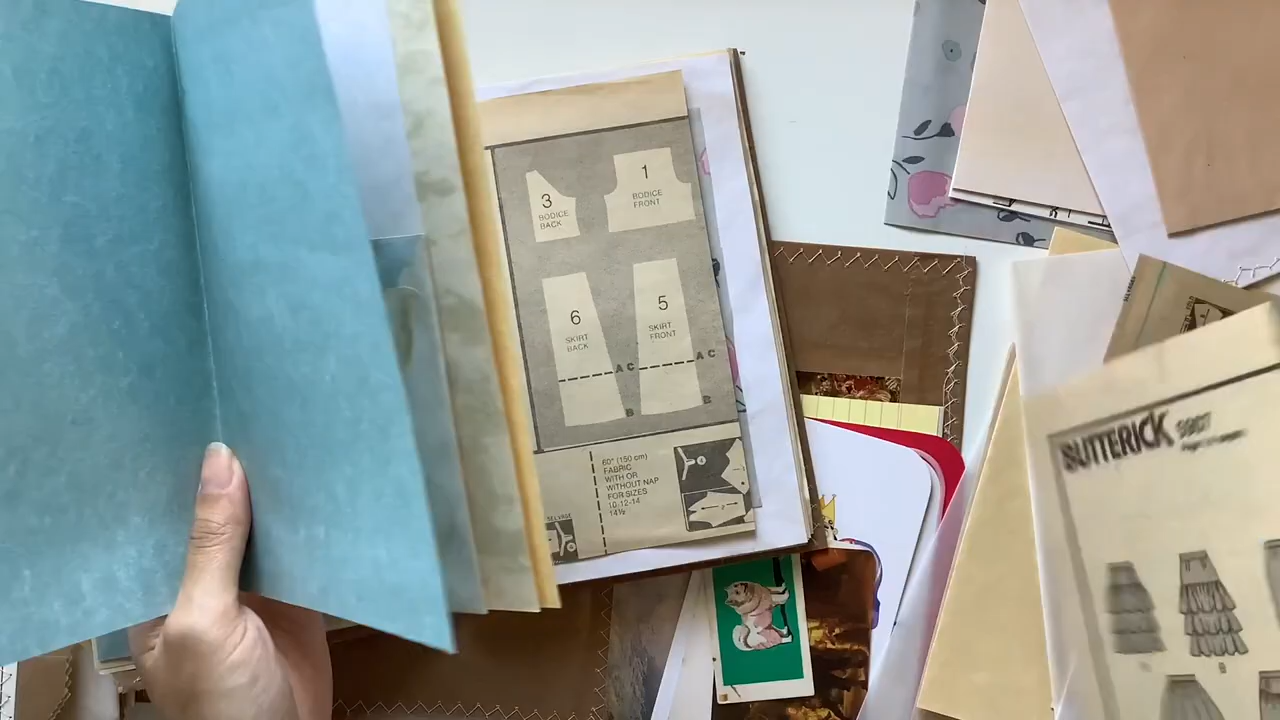 3
BODICE
BACK
1
BODICE
FRONT
6
SKIRT
BACK
5
SKIRT
FRONT
A C
A C
B
B
60" (150 cm)
FABRIC
WITH OR
WITHOUT NAP
FOR SIZES
10-12-14
14½
SELVAGE
BUTTERICK